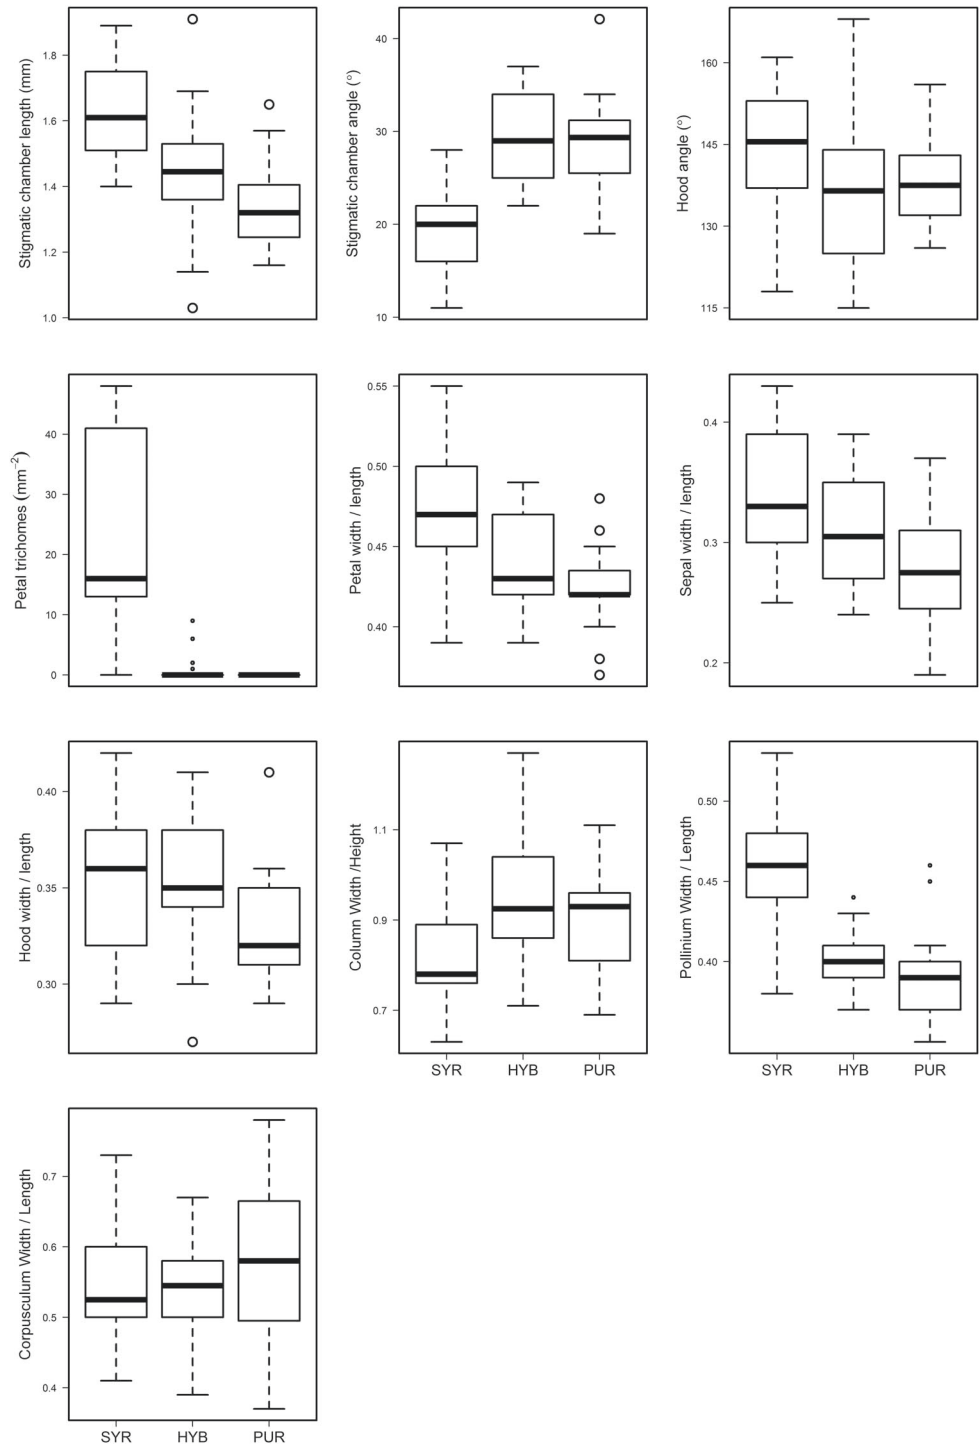 Stigmatic chamber length (mm)
1.8
1.6
1.4
1.2
1.0
Stigmatic chamber angle (°)
40
30
20
10
Hood angle (°)
160
145
130
115
Petal trichomes (mm⁻²)
40
30
20
10
0
Petal width / length
0.55
0.50
0.45
0.40
Sepal width / length
0.4
0.3
0.2
Hood width / length
0.40
0.35
0.30
Column Width /Height
1.1
0.9
0.7
SYR HYB PUR
Pollinium Width / Length
0.50
0.45
0.40
SYR HYB PUR
Corpusculum Width / Length
0.7
0.6
0.5
0.4
SYR HYB PUR